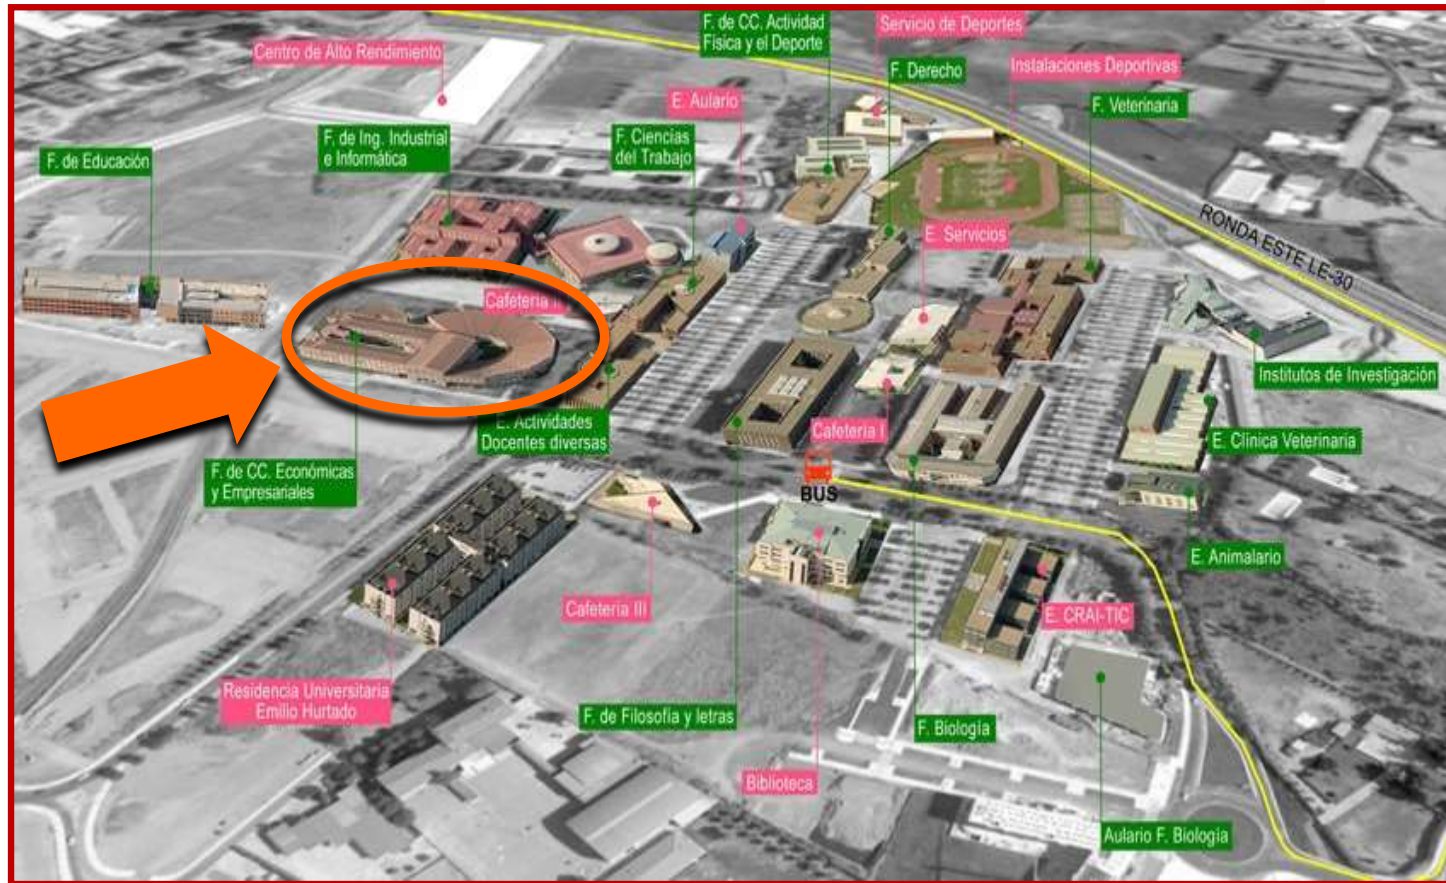 F. de CC. Actividad
Física y el Deporte
Servicio de Deportes
Centro de Alto Rendimiento
F. Derecho
Instalaciones Deportivas
E. Aulario
F. Veterinaria
F. de Ing. Industrial
e Informática
F. Ciencias
del Trabajo
F. de Educación
RONDA ESTE LE-30
E. Servicios
Cafetería
Institutos de Investigación
E. Actividades
Docentes diversas
Cafetería I
E. Clínica Veterinaria
F. de CC. Económicas
y Empresariales
BUS
E. Animalario
Cafetería III
E. CRAI-TIC
Residencia Universitaria
Emilio Hurtado
F. de Filosofía y letras
F. Biología
Biblioteca
Aulario F. Biología